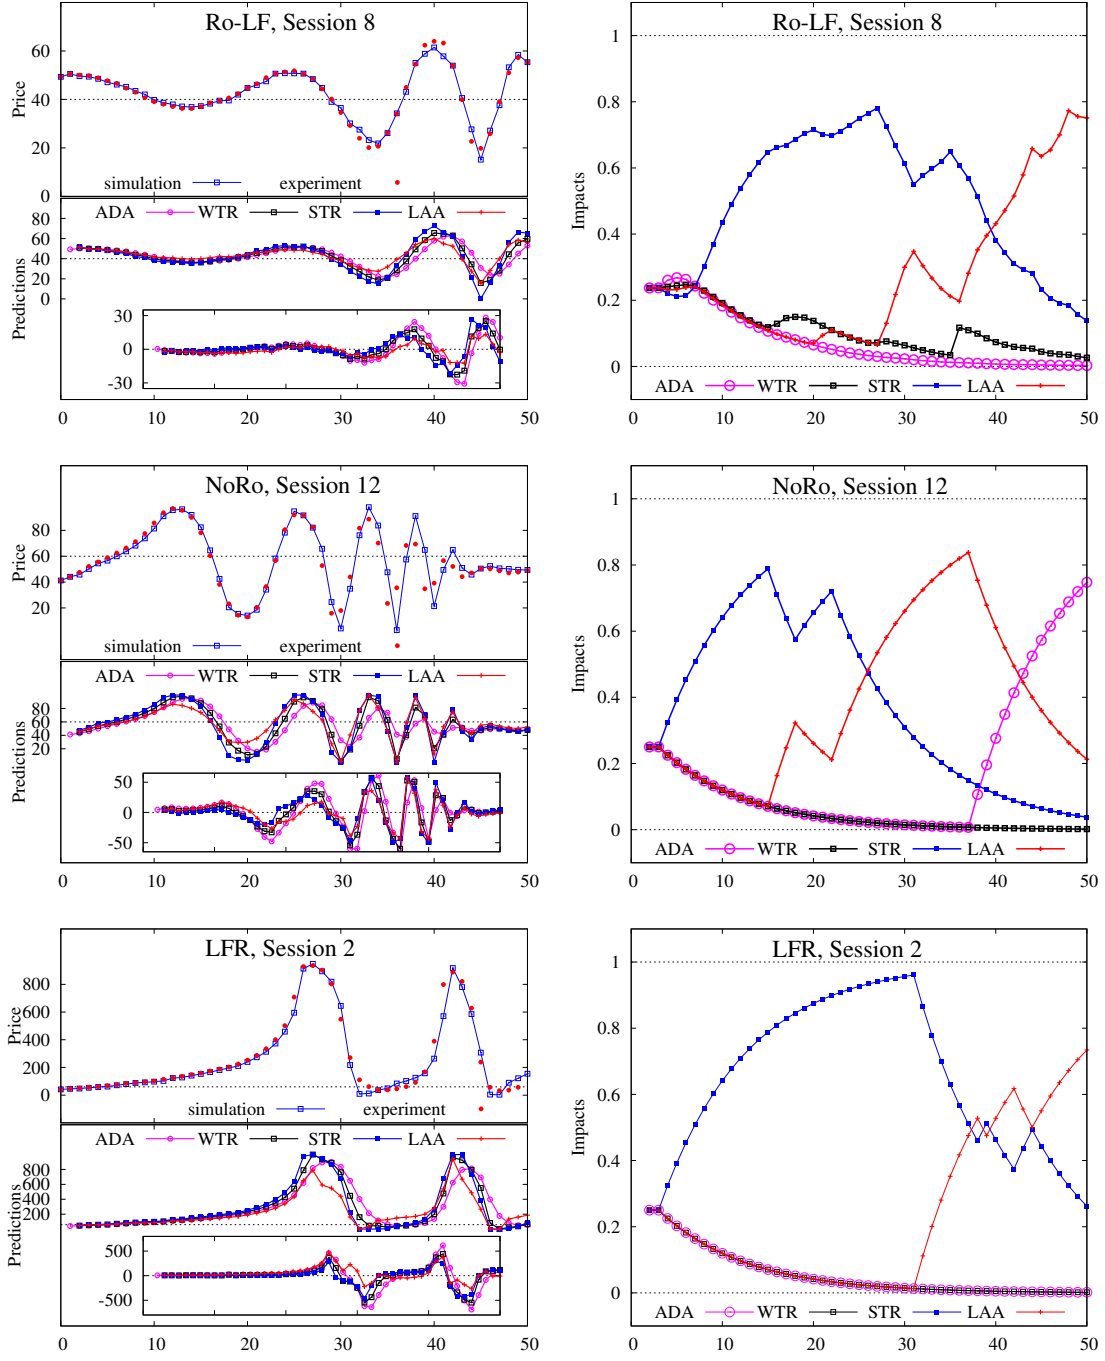 Ro-LF, Session 8
Price
60
40
20
0
simulation
experiment
ADA WTR STR LAA
Predictions
80
60
40
20
0
30
0
-30
0 10 20 30 40 50
Ro-LF, Session 8
Impacts
1
0.8
0.6
0.4
0.2
0
ADA WTR STR LAA
0 10 20 30 40 50
NoRo, Session 12
Price
80
60
40
20
simulation
experiment
ADA WTR STR LAA
Predictions
80
60
40
20
50
0
-50
0 10 20 30 40 50
NoRo, Session 12
Impacts
1
0.8
0.6
0.4
0.2
0
ADA WTR STR LAA
0 10 20 30 40 50
LFR, Session 2
Price
800
600
400
200
0
simulation
experiment
ADA WTR STR LAA
Predictions
800
600
400
200
500
0
-500
0 10 20 30 40 50
LFR, Session 2
Impacts
1
0.8
0.6
0.4
0.2
0
ADA WTR STR LAA
0 10 20 30 40 50